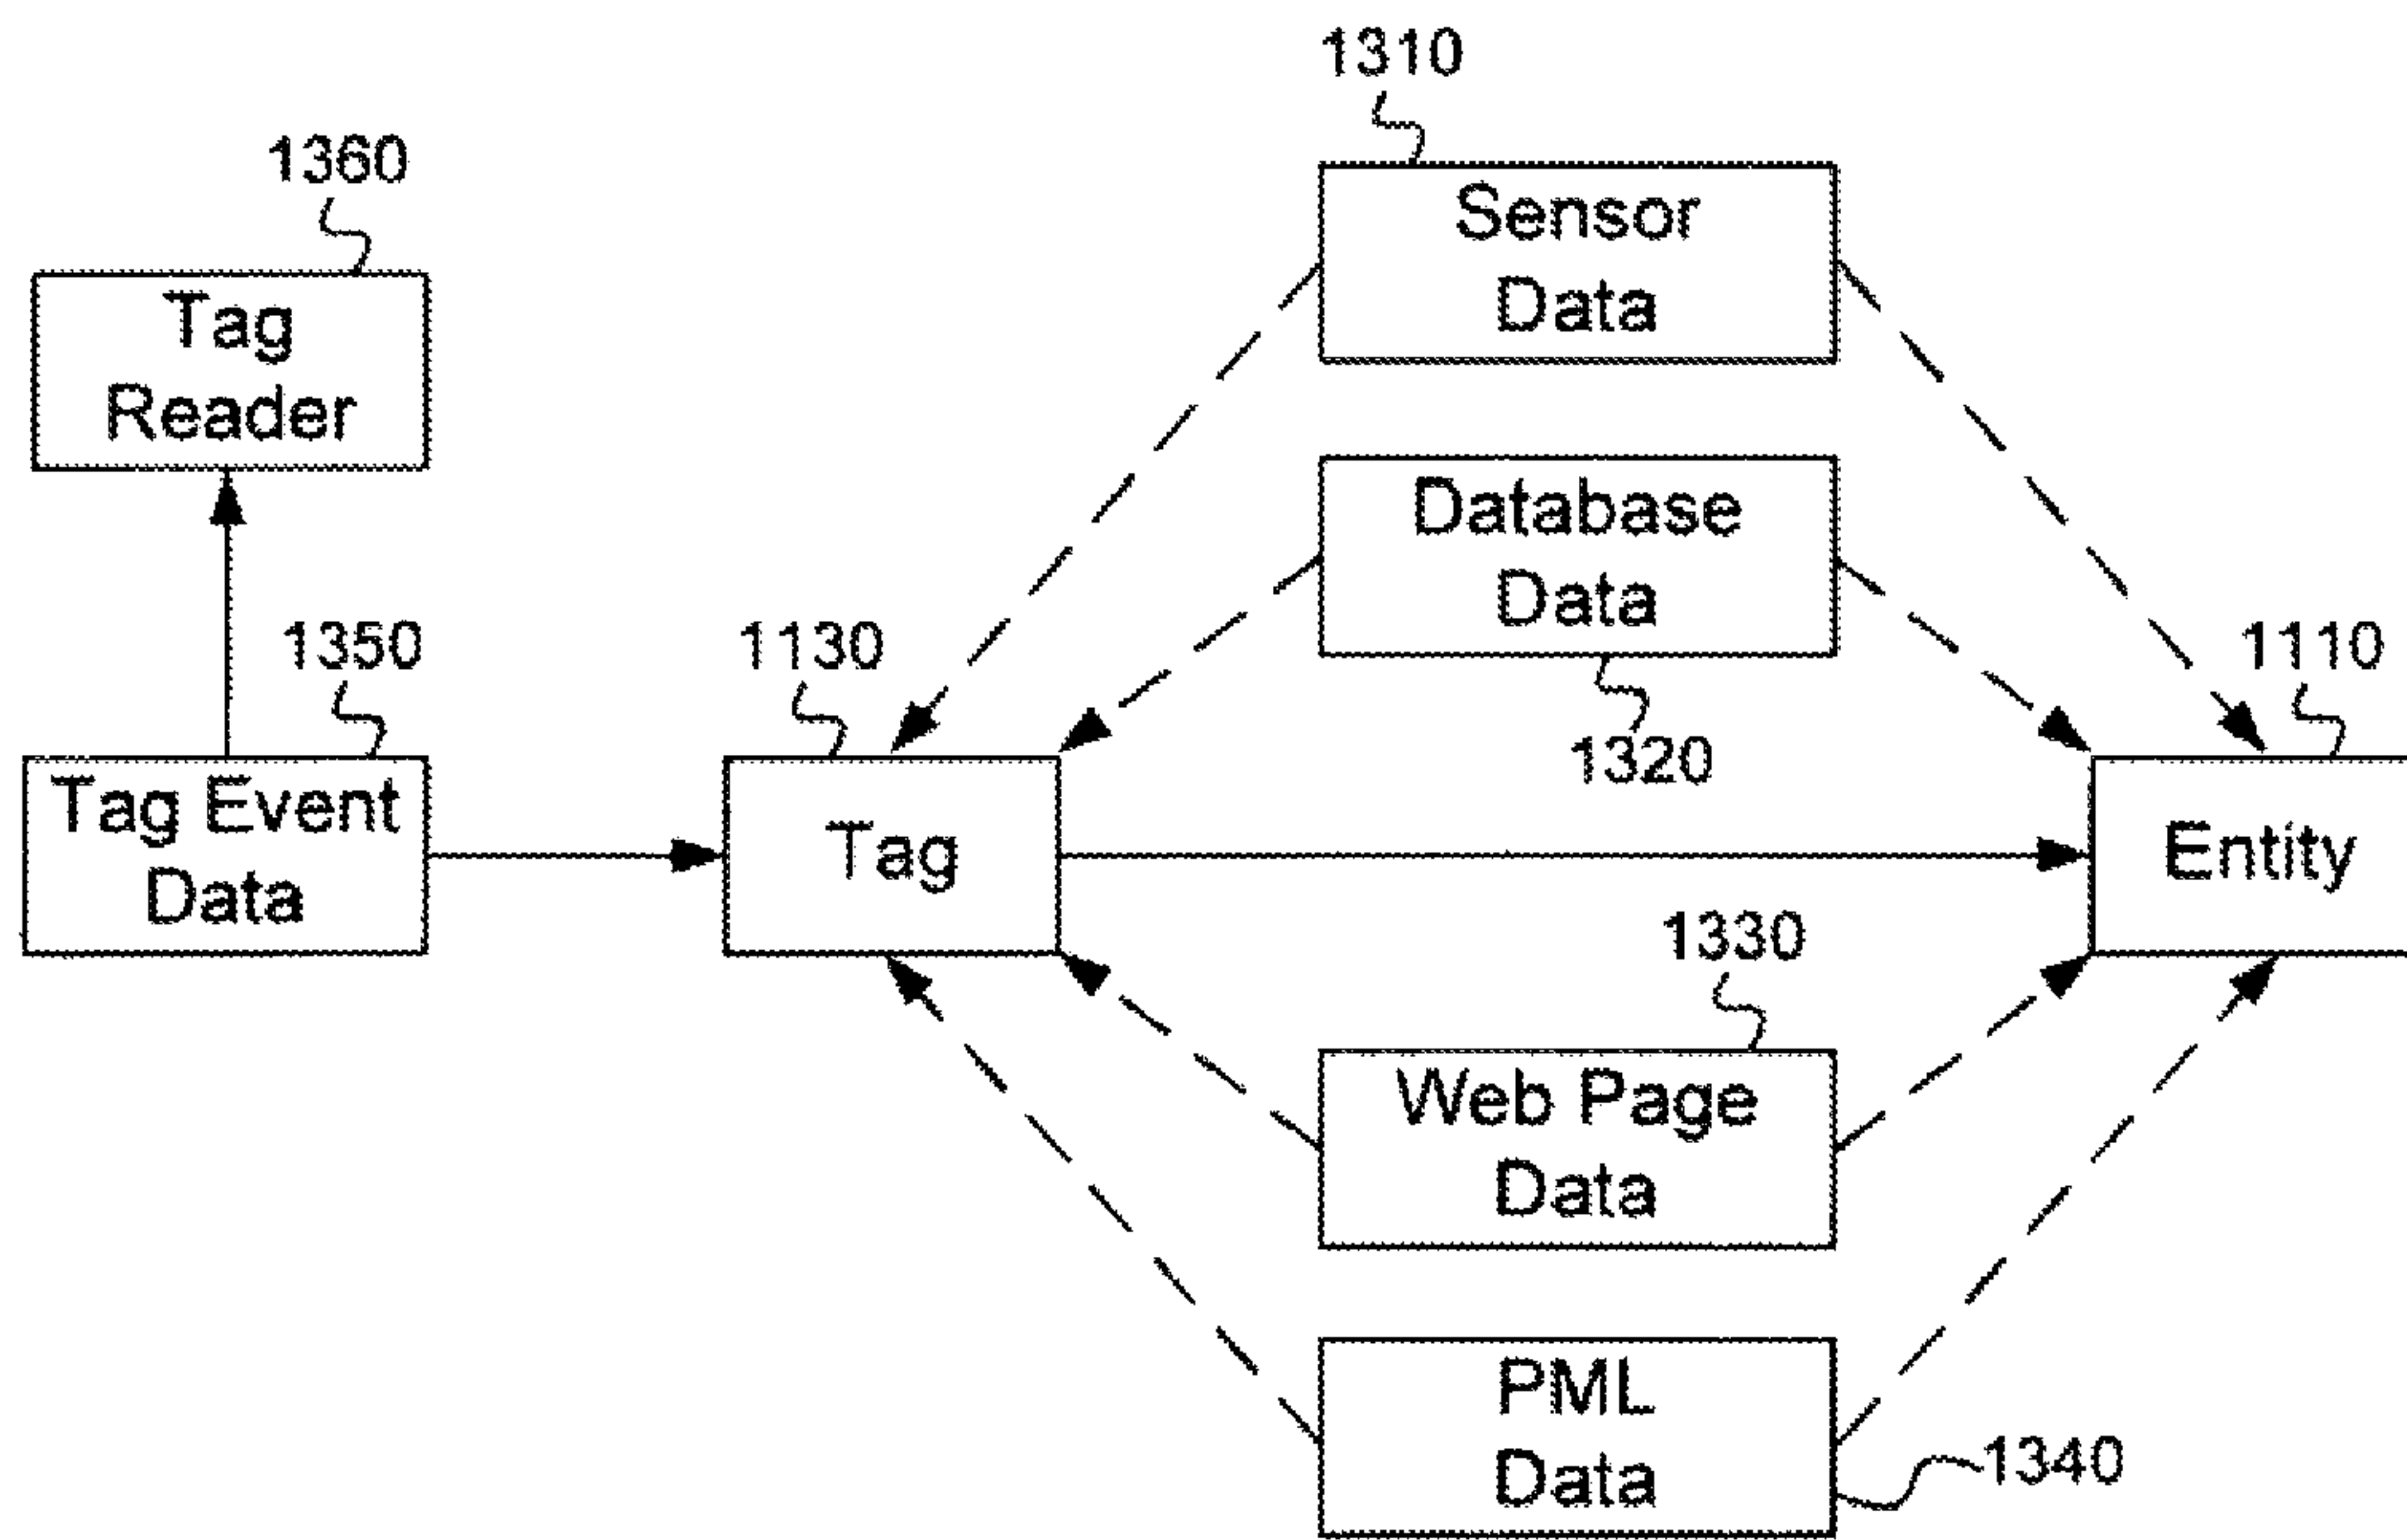 1310
1360
Sensor
Data
Tag
Reader
Database
Data
1350
1130
1110
1320
Tag Event
Data
Tag
Entity
1330
Web Page
Data
PML
Data
1340